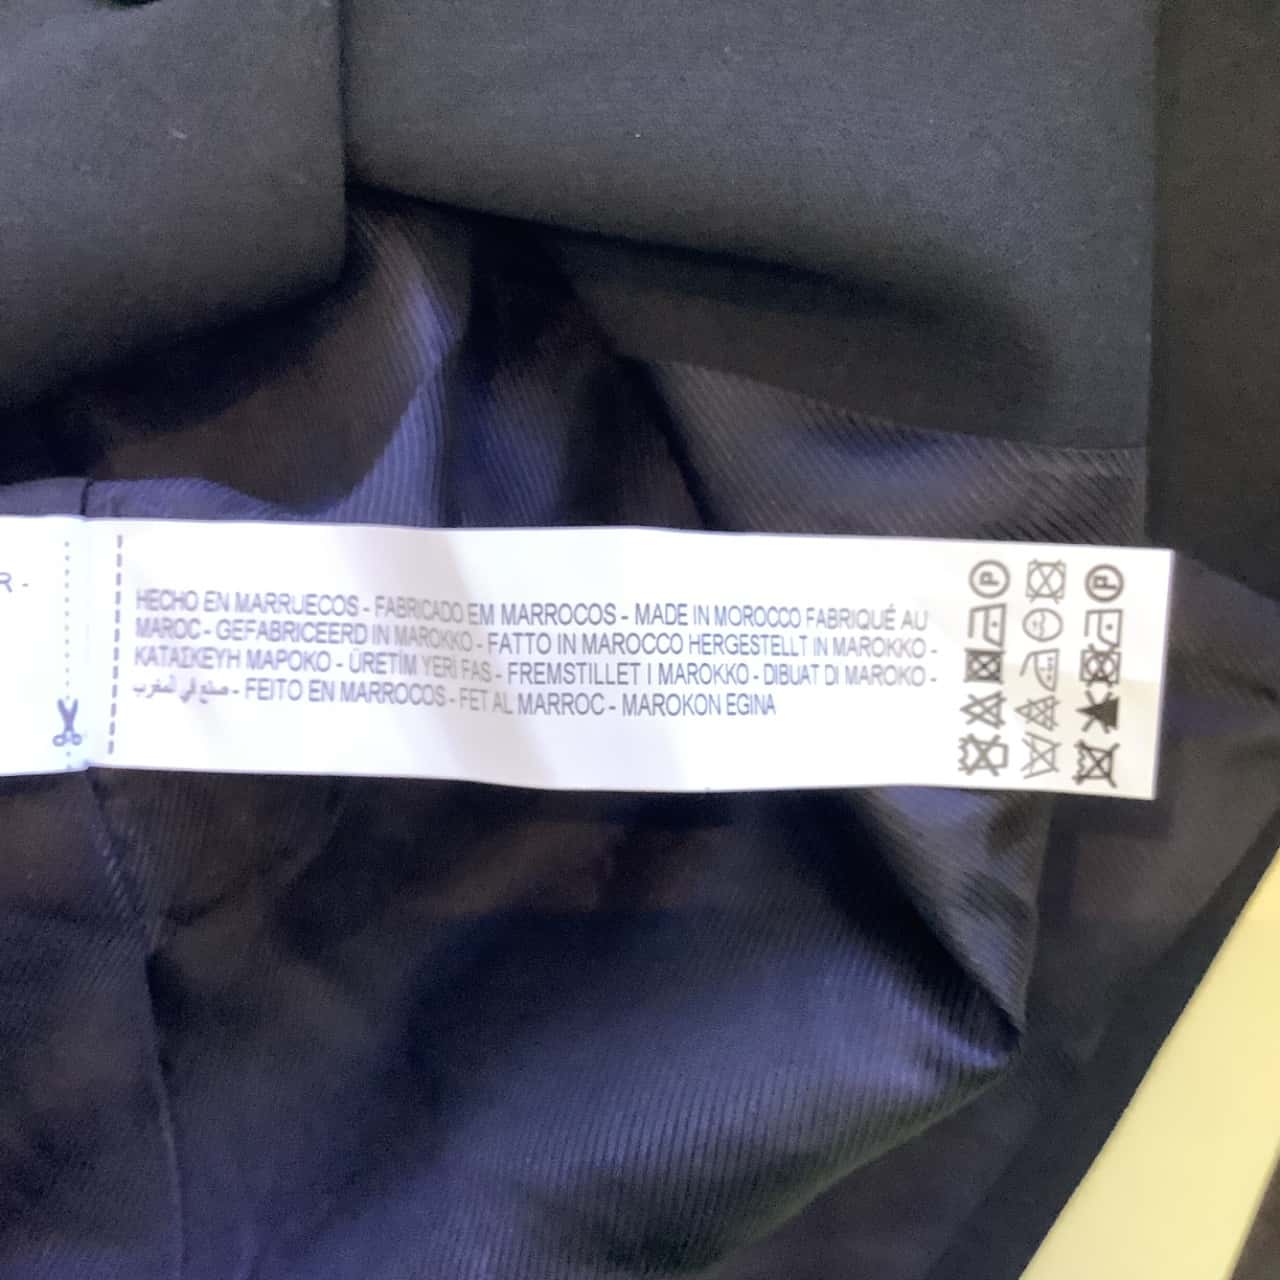 R -
HECHO EN MARRUECOS - FABRICADO EM MARROCOS - MADE IN MOROCCO FABRIQUÉ AU
MAROC - GEFABRICEERD IN MAROKKO - FATTO IN MAROCCO HERGESTELLT IN MAROKKO -
ΚΑΤΑΣΚΕΥΗ ΜΑΡΟΚΟ - ÜRETİM YERİ FAS - FREMSTILLET I MAROKKO - DIBUAT DI MAROKO -
صنع في المغرب - FEITO EN MARROCOS - FET AL MARROC - MAROKON EGINA
P
P